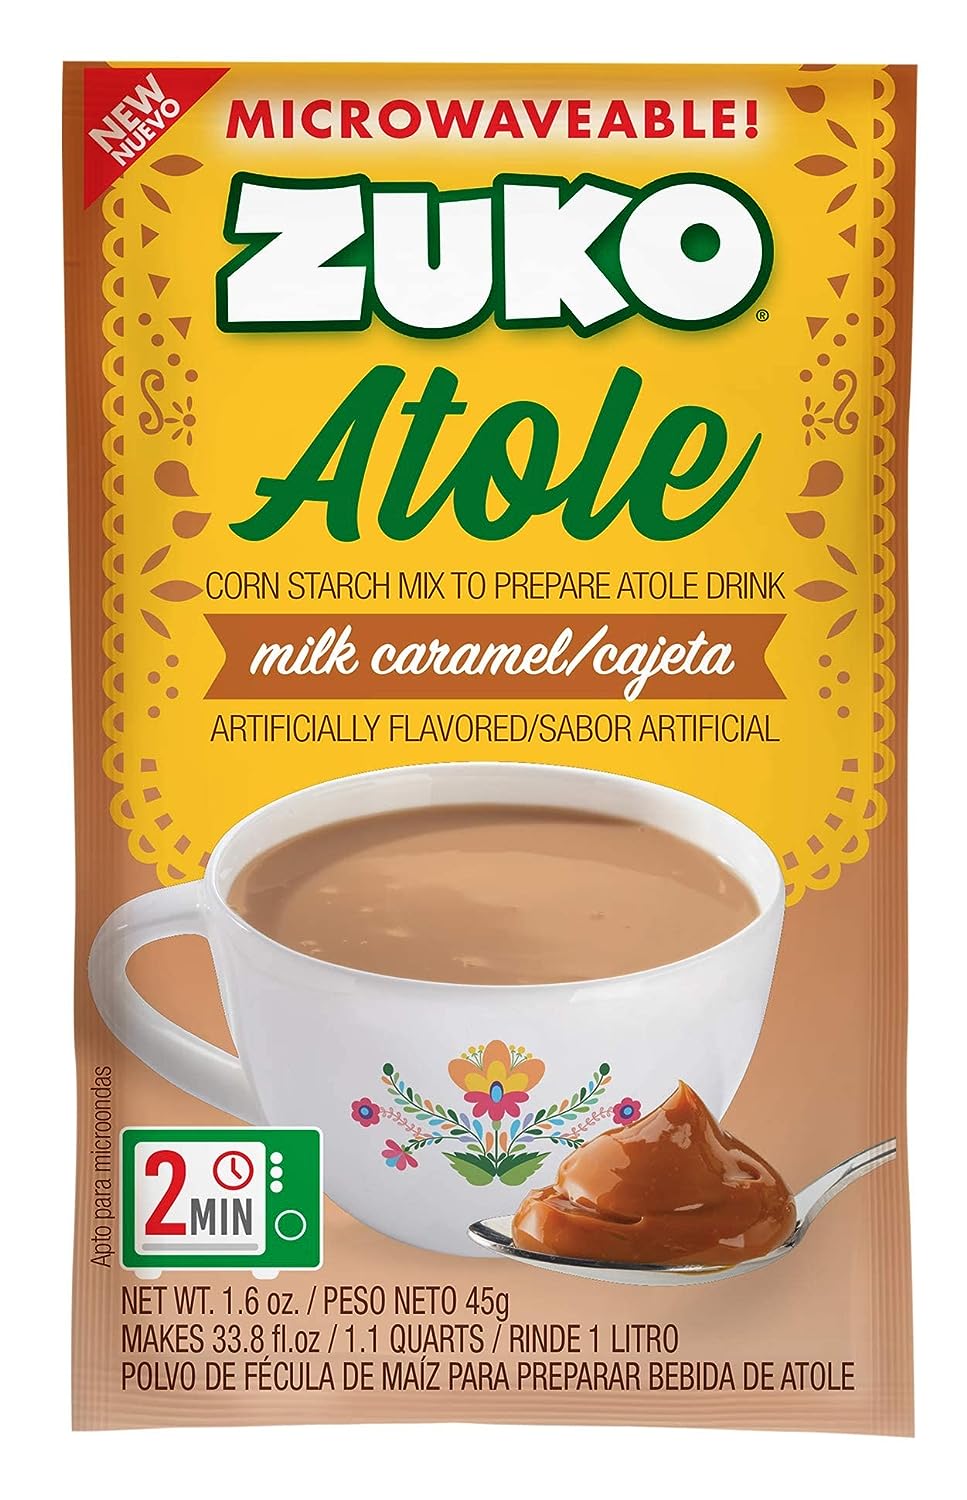 NEW
NUEVO
MICROWAVEABLE!
ZUKO®
Atole
CORN STARCH MIX TO PREPARE ATOLE DRINK
milk caramel/cajeta
ARTIFICIALLY FLAVORED/SABOR ARTIFICIAL
Apto para microondas
2 MIN
NET WT. 1.6 oz. / PESO NETO 45g
MAKES 33.8 fl.oz / 1.1 QUARTS / RINDE 1 LITRO
POLVO DE FÉCULA DE MAÍZ PARA PREPARAR BEBIDA DE ATOLE